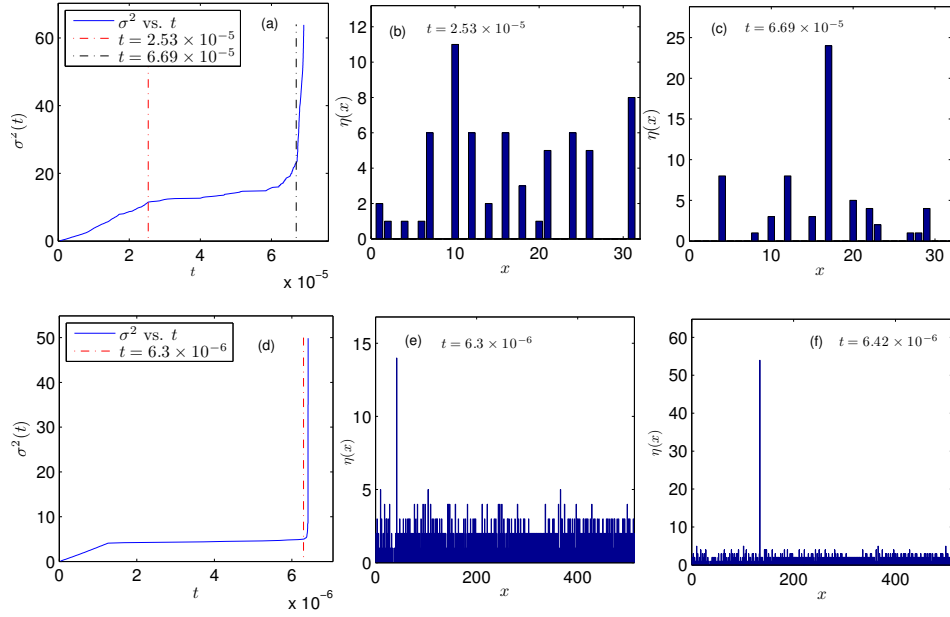 (a)
σ² vs. t
t = 2.53 × 10⁻⁵
t = 6.69 × 10⁻⁵
σ²(t)
60
40
20
0
0 2 4 6
t
x 10⁻⁵
(b)
t = 2.53 × 10⁻⁵
η(x)
12
10
8
6
4
2
0
0 10 20 30
x
(c)
t = 6.69 × 10⁻⁵
η(x)
25
20
15
10
5
0
0 10 20 30
x
(d)
σ² vs. t
t = 6.3 × 10⁻⁶
σ²(t)
50
40
30
20
10
0
0 2 4 6
t
x 10⁻⁶
(e)
t = 6.3 × 10⁻⁶
η(x)
15
10
5
0
0 200 400
x
(f)
t = 6.42 × 10⁻⁶
η(x)
60
50
40
30
20
10
0
0 200 400
x